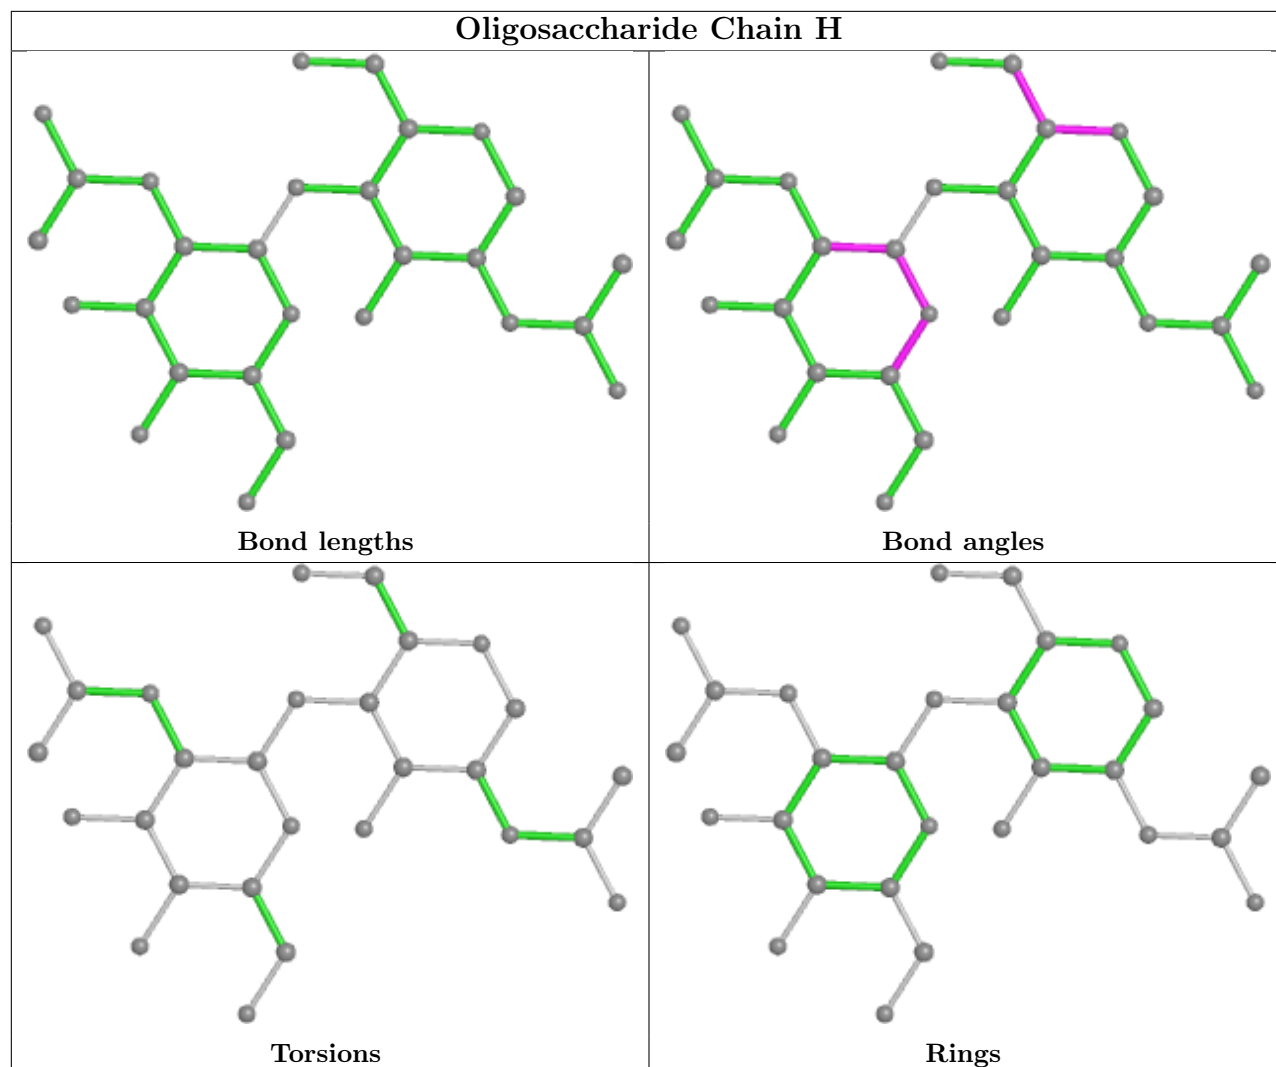 Oligosaccharide Chain H
Bond lengths
Bond angles
Torsions
Rings